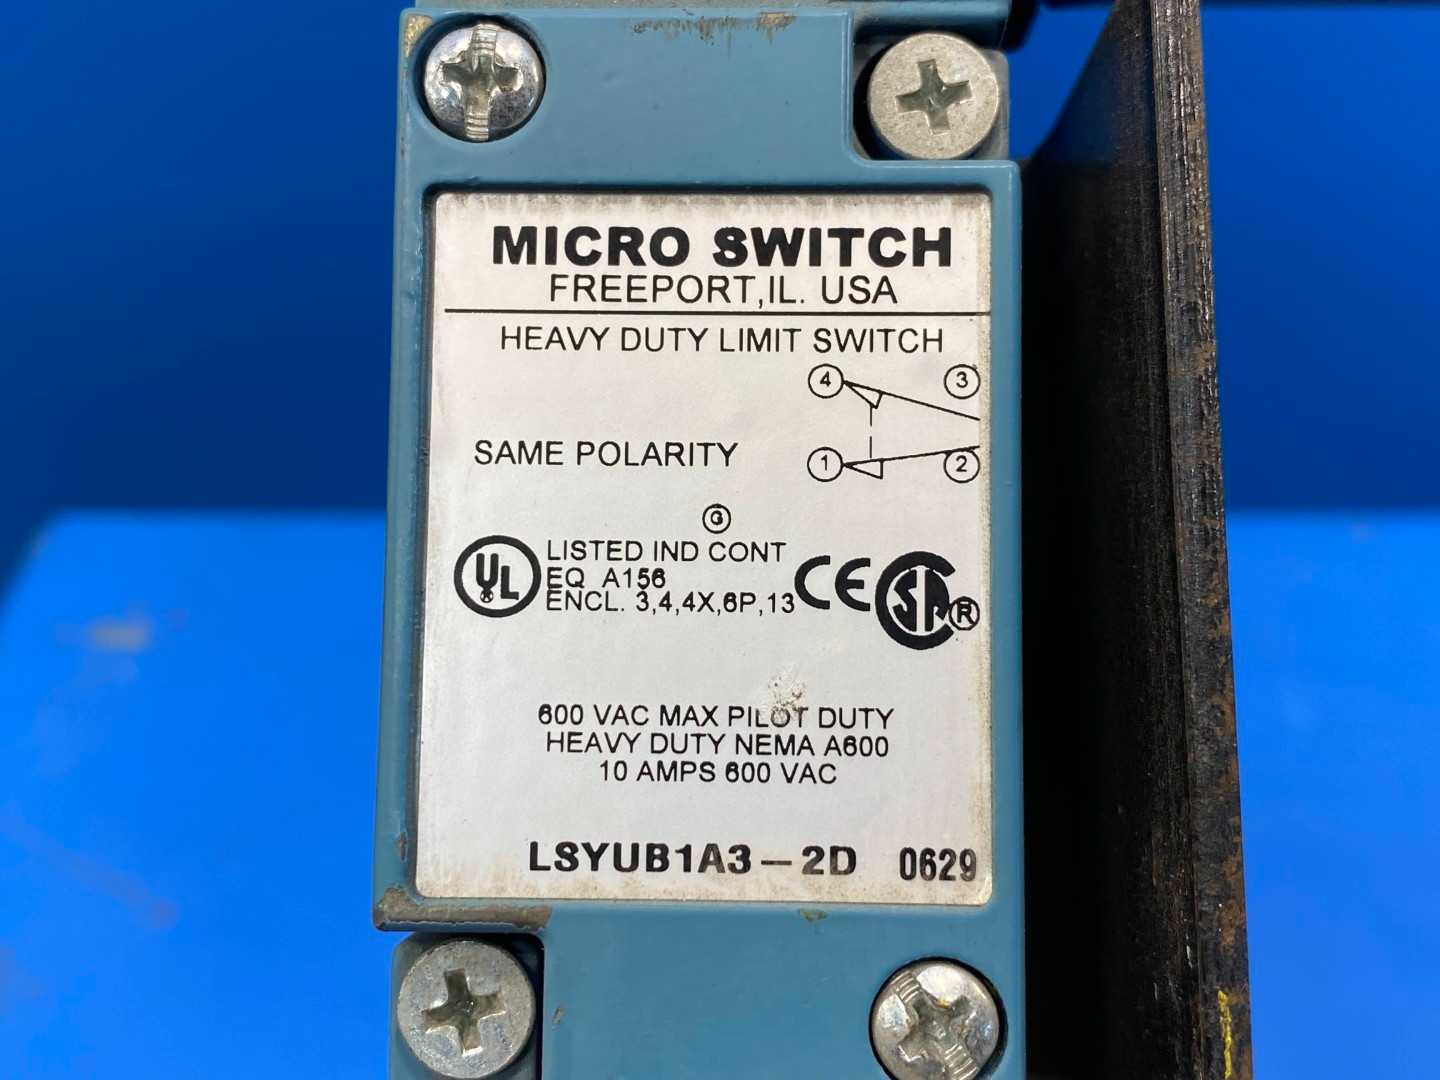 MICRO SWITCH
FREEPORT,IL. USA
HEAVY DUTY LIMIT SWITCH
4 3
SAME POLARITY
1 2
G
UL LISTED IND CONT
EQ A156
ENCL. 3,4,4X,6P,13
CE SA R
600 VAC MAX PILOT DUTY
HEAVY DUTY NEMA A600
10 AMPS 600 VAC
LSYUB1A3-2D 0629